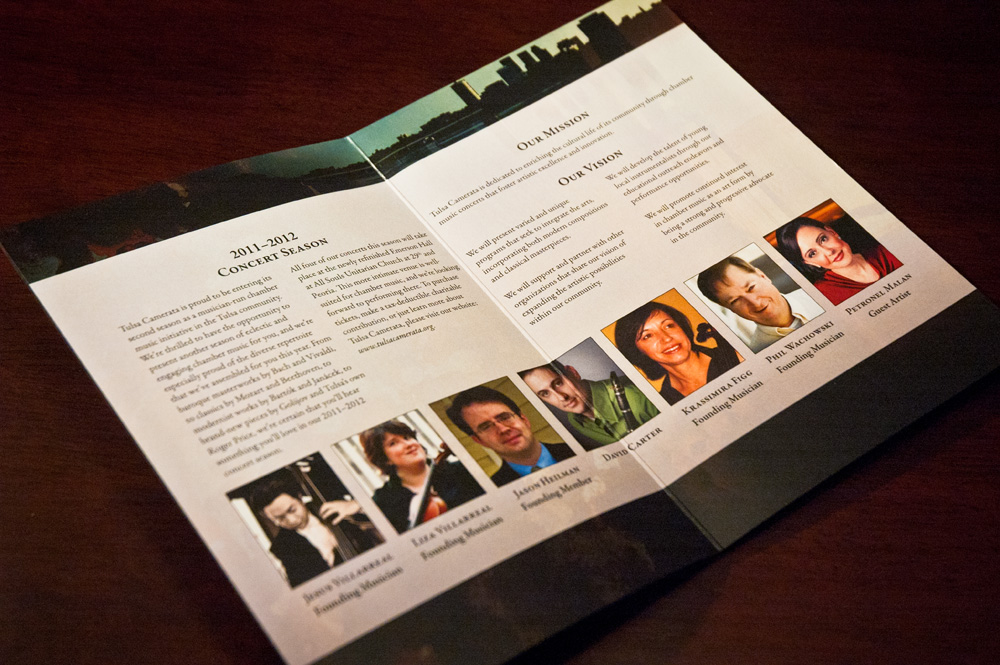 2011–2012
CONCERT SEASON
Tulsa Camerata is proud to be entering its
second season as a musician-run chamber
music initiative in the Tulsa community.
We're thrilled to have the opportunity to
present another season of eclectic and
engaging chamber music for you, and we're
especially proud of the diverse repertoire
that we've assembled for you this year. From
baroque masterworks by Bach and Vivaldi,
to classics by Mozart and Beethoven, to
modernist works by Bartók and Janáček, to
brand-new pieces by Golijov and Tulsa's own
Roger Price, we're certain that you'll hear
something you'll love in our 2011–2012
concert season.
All four of our concerts this season will take
place at the newly refinished Emerson Hall
at All Souls Unitarian Church at 29th and
Peoria. This more intimate venue is well-
suited for chamber music, and we're looking
forward to performing there. To purchase
tickets, make a tax-deductible charitable
contribution, or just learn more about
Tulsa Camerata, please visit our website:
www.tulsacamerata.org.
OUR MISSION
Tulsa Camerata is dedicated to enriching the cultural life of its community through chamber
music concerts that foster artistic excellence and innovation.
OUR VISION
We will present varied and unique
programs that seek to integrate the arts,
incorporating both modern compositions
and classical masterpieces.
We will support and partner with other
organizations that share our vision of
expanding the artistic possibilities
within our community.
We will develop the talent of young
local instrumentalists through our
educational outreach endeavors and
performance opportunities.
We will promote continued interest
in chamber music as an art form by
being a strong and progressive advocate
in the community.
VILLARREAL
Founding Musician
LIZA VILLARREAL
Founding Musician
JASON HEILMAN
Founding Member
DAVID CARTER
KRASSIMIRA FIGG
Founding Musician
PHIL WACHOWSKI
Founding Musician
PETRONEL MALAN
Guest Artist